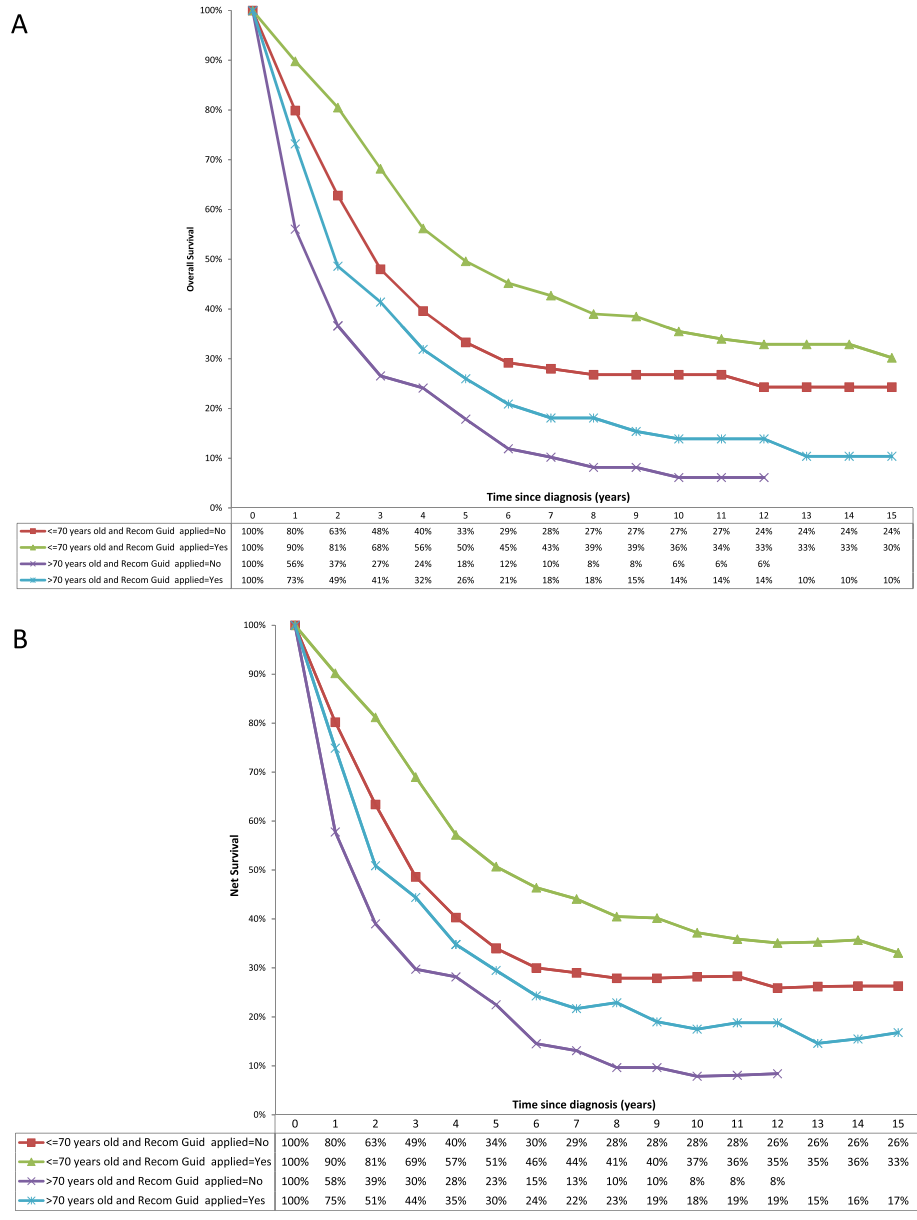 A
100%
90%
80%
70%
60%
50%
40%
30%
20%
10%
0%
Overall Survival
Time since diagnosis (years)
0 1 2 3 4 5 6 7 8 9 10 11 12 13 14 15
<=70 years old and Recom Guid applied=No 100% 80% 63% 48% 40% 33% 29% 28% 27% 27% 27% 27% 24% 24% 24% 24%
<=70 years old and Recom Guid applied=Yes 100% 90% 81% 68% 56% 50% 45% 43% 39% 39% 36% 34% 33% 33% 33% 30%
>70 years old and Recom Guid applied=No 100% 56% 37% 27% 24% 18% 12% 10% 8% 8% 6% 6% 6%
>70 years old and Recom Guid applied=Yes 100% 73% 49% 41% 32% 26% 21% 18% 18% 15% 14% 14% 14% 10% 10% 10%
B
100%
90%
80%
70%
60%
50%
40%
30%
20%
10%
0%
Net Survival
Time since diagnosis (years)
0 1 2 3 4 5 6 7 8 9 10 11 12 13 14 15
<=70 years old and Recom Guid applied=No 100% 80% 63% 49% 40% 34% 30% 29% 28% 28% 28% 28% 26% 26% 26% 26%
<=70 years old and Recom Guid applied=Yes 100% 90% 81% 69% 57% 51% 46% 44% 41% 40% 37% 36% 35% 35% 36% 33%
>70 years old and Recom Guid applied=No 100% 58% 39% 30% 28% 23% 15% 13% 10% 10% 8% 8% 8%
>70 years old and Recom Guid applied=Yes 100% 75% 51% 44% 35% 30% 24% 22% 23% 19% 18% 19% 19% 15% 16% 17%